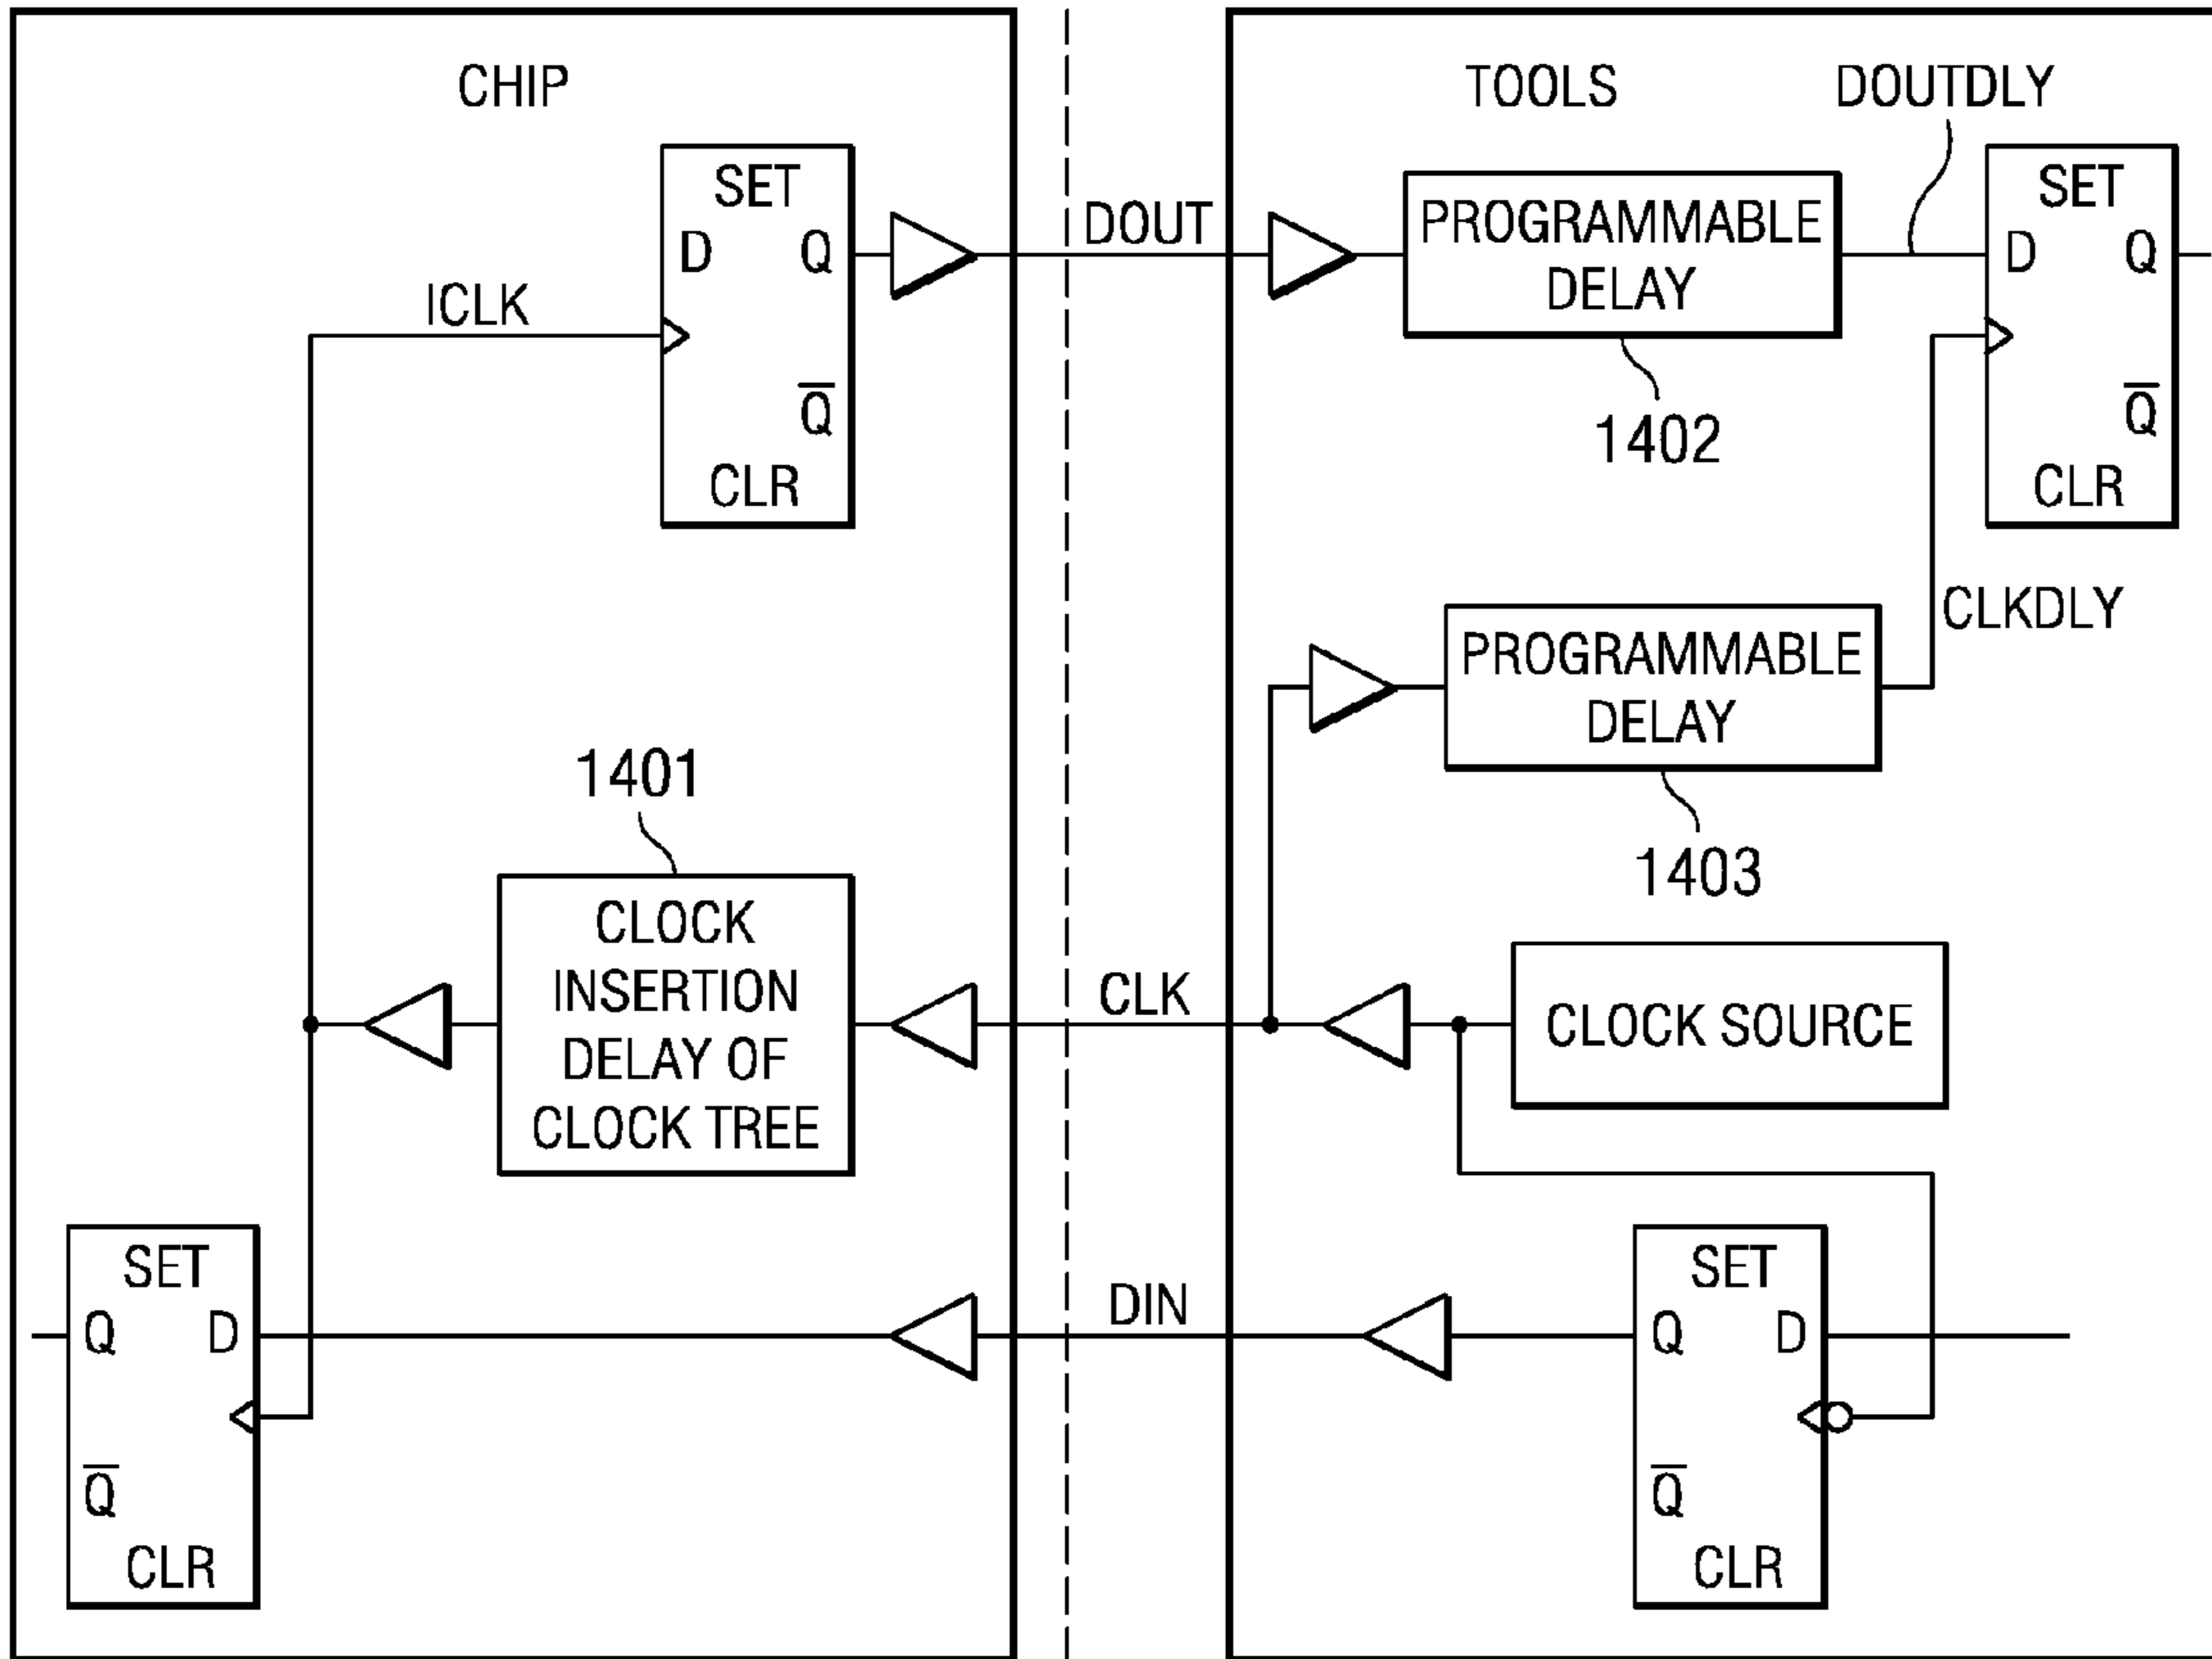 CHIP
TOOLS
DOUTDLY
SET
D Q
Q̅
CLR
ICLK
DOUT
PROGRAMMABLE
DELAY
1402
SET
D Q
Q̅
CLR
CLKDLY
PROGRAMMABLE
DELAY
1403
1401
CLOCK
INSERTION
DELAY OF
CLOCK TREE
CLK
CLOCK SOURCE
SET
Q D
Q̅
CLR
DIN
SET
Q D
Q̅
CLR